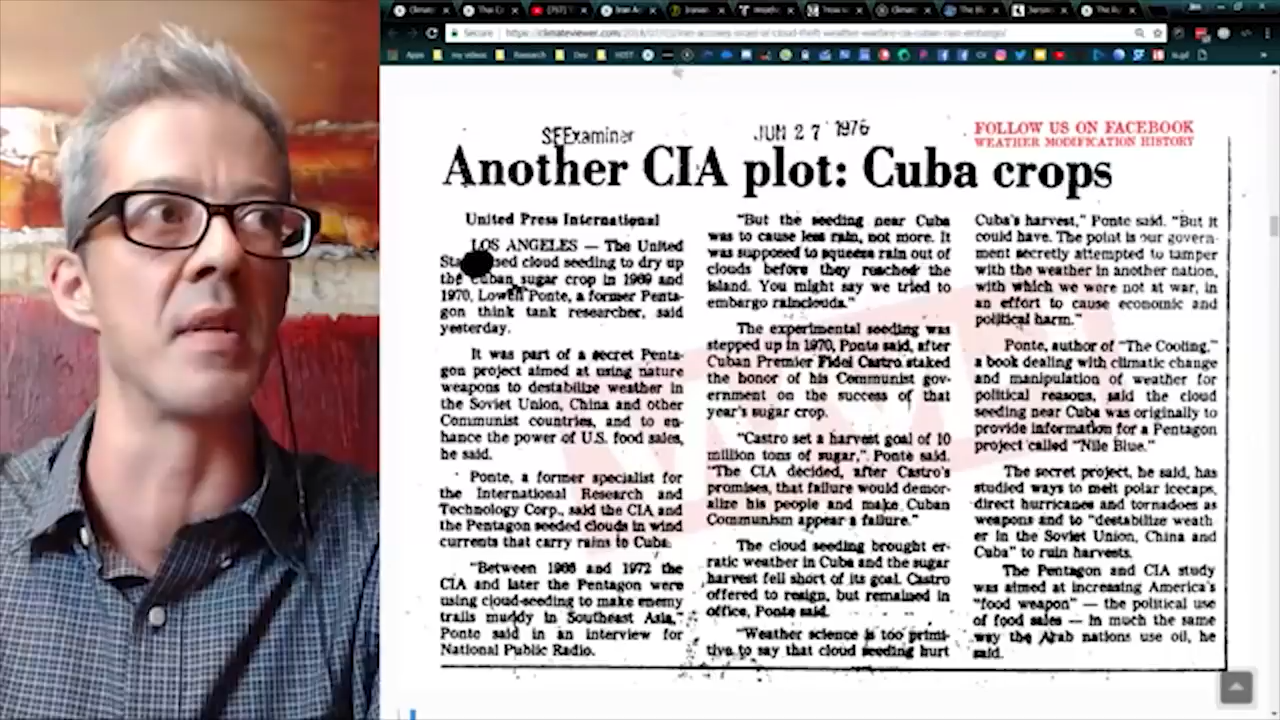 Secure
Apps
my videos
Research
Dev
HOST
SFExaminer
JUN 27 1976
FOLLOW US ON FACEBOOK
WEATHER MODIFICATION HISTORY
Another CIA plot: Cuba crops
United Press International
LOS ANGELES — The United
sed cloud seeding to dry up
the Cuban sugar crop in 1969 and
1970, Lowell Ponte, a former Penta-
gon think tank researcher, said
yesterday.
It was part of a secret Penta-
gon project aimed at using nature
weapons to destabilize weather in
the Soviet Union, China and other
Communist countries, and to en-
hance the power of U.S. food sales,
he said.
Ponte, a former specialist for
the International Research and
Technology Corp., said the CIA and
the Pentagon seeded clouds in wind
currents that carry rains to Cuba.
"Between 1966 and 1972 the
CIA and later the Pentagon were
using cloud-seeding to make enemy
trails muddy in Southeast Asia,"
Ponte said in an interview for
National Public Radio.
"But the seeding near Cuba
was to cause less rain, not more. It
was supposed to squeeze rain out of
clouds before they reached the
island. You might say we tried to
embargo rainclouds."
The experimental seeding was
stepped up in 1970, Ponte said, after
Cuban Premier Fidel Castro staked
the honor of his Communist gov-
ernment on the success of that
year's sugar crop.
"Castro set a harvest goal of 10
million tons of sugar,", Ponte said.
"The CIA decided, after Castro's
promises, that failure would demor-
alize his people and make Cuban
Communism appear a failure."
The cloud seeding brought er-
ratic weather in Cuba and the sugar
harvest fell short of its goal. Castro
offered to resign, but remained in
office, Ponte said.
"Weather science is too primi-
tive to say that cloud seeding hurt
Cuba's harvest," Ponte said. "But it
could have. The point is our govern-
ment secretly attempted to tamper
with the weather in another nation,
with which we were not at war, in
an effort to cause economic and
political harm."
Ponte, author of "The Cooling,"
a book dealing with climatic change
and manipulation of weather for
political reasons, said the cloud
seeding near Cuba was originally to
provide information for a Pentagon
project called "Nile Blue."
The secret project, he said, has
studied ways to melt polar icecaps,
direct hurricanes and tornadoes as
weapons and to "destabilize weath-
er in the Soviet Union, China and
Cuba" to ruin harvests.
The Pentagon and CIA study
was aimed at increasing America's
"food weapon" — the political use
of food sales — in much the same
way the Arab nations use oil, he
said.